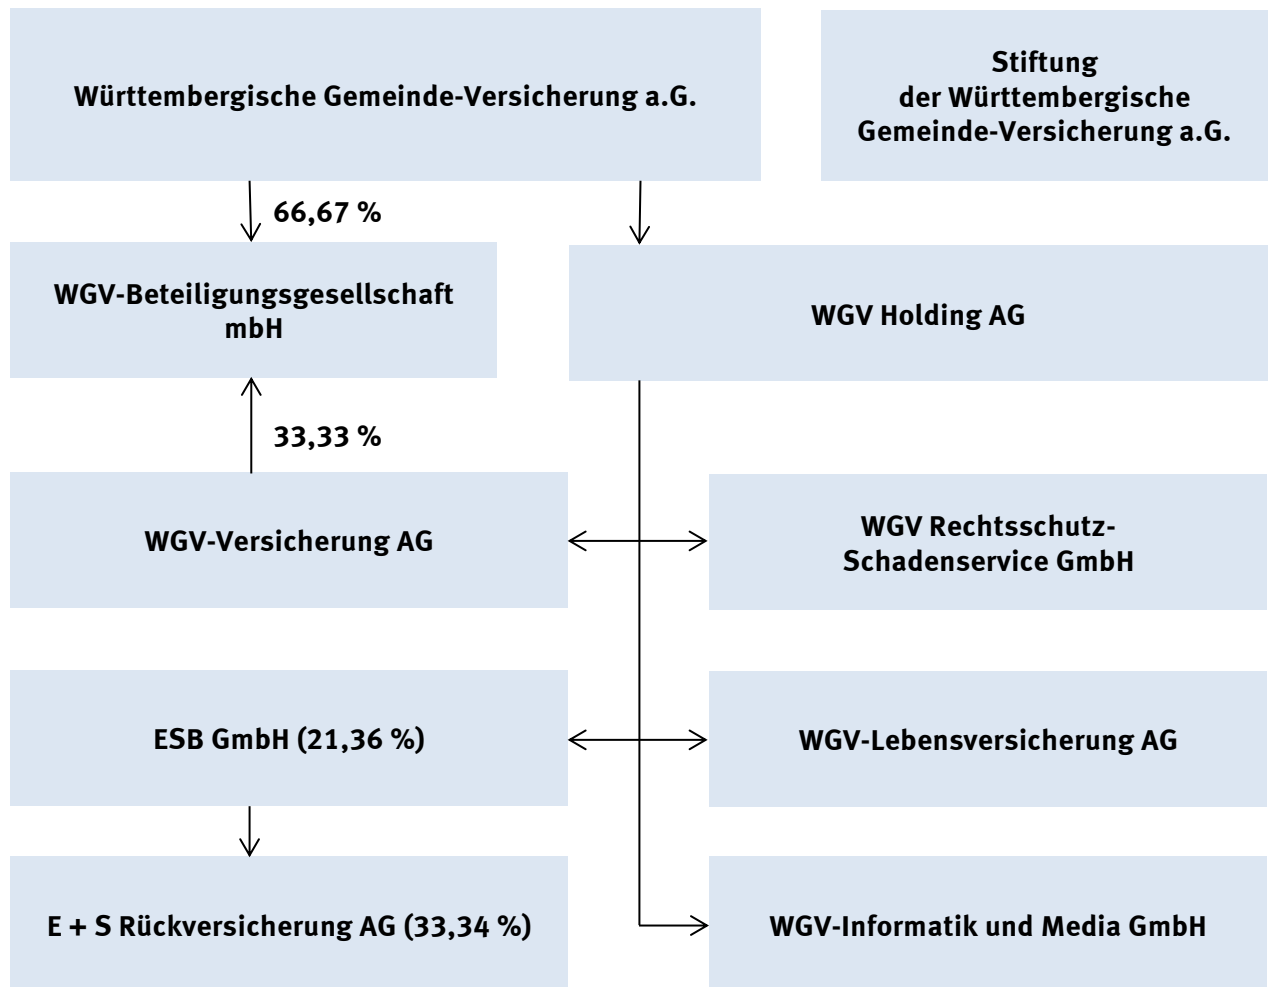 Württembergische Gemeinde-Versicherung a.G.
Stiftung
der Württembergische
Gemeinde-Versicherung a.G.
66,67 %
WGV-Beteiligungsgesellschaft
mbH
WGV Holding AG
33,33 %
WGV-Versicherung AG
WGV Rechtsschutz-
Schadenservice GmbH
ESB GmbH (21,36 %)
WGV-Lebensversicherung AG
E + S Rückversicherung AG (33,34 %)
WGV-Informatik und Media GmbH